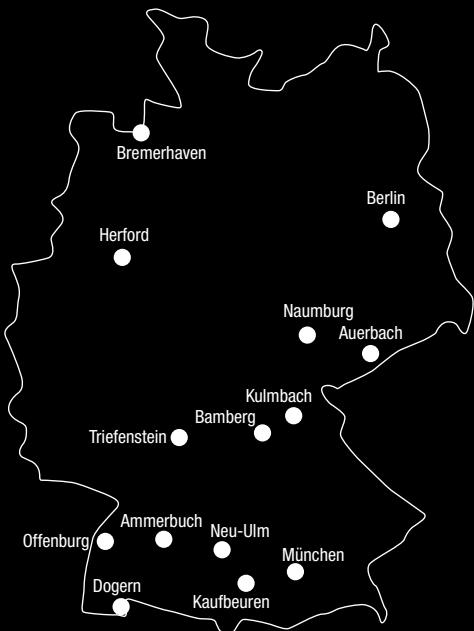 Bremerhaven
Berlin
Herford
Naumburg
Auerbach
Kulmbach
Bamberg
Triefenstein
Ammerbuch
Neu-Ulm
Offenburg
München
Dogern
Kaufbeuren